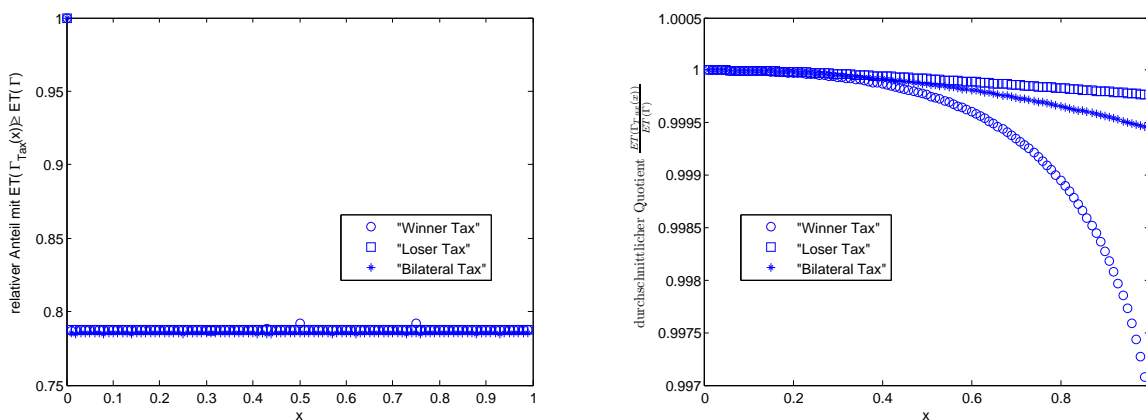 1
0.95
0.9
0.85
0.8
0.75
0 0.1 0.2 0.3 0.4 0.5 0.6 0.7 0.8 0.9 1
x
relativer Anteil mit ET( Γ_Tax(x))≥ ET( Γ)
"Winner Tax"
"Loser Tax"
"Bilateral Tax"
1.0005
1
0.9995
0.999
0.9985
0.998
0.9975
0.997
0 0.2 0.4 0.6 0.8
x
durchschnittlicher Quotient ET(Γ_Tax(x))/ET(Γ)
"Winner Tax"
"Loser Tax"
"Bilateral Tax"